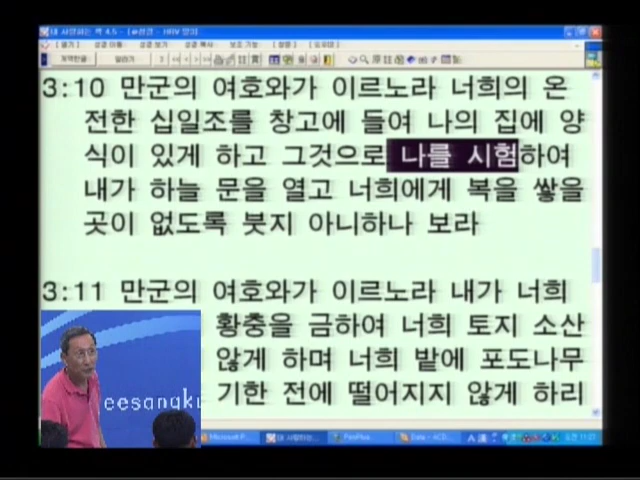 3:10 만군의 여호와가 이르노라 너희의 온
전한 십일조를 창고에 들여 나의 집에 양
식이 있게 하고 그것으로 나를 시험하여
내가 하늘 문을 열고 너희에게 복을 쌓을
곳이 없도록 붓지 아니하나 보라
3:11 만군의 여호와가 이르노라 내가 너희
황충을 금하여 너희 토지 소산
않게 하며 너희 밭에 포도나무
기한 전에 떨어지지 않게 하리
eesangku
Microsoft P...